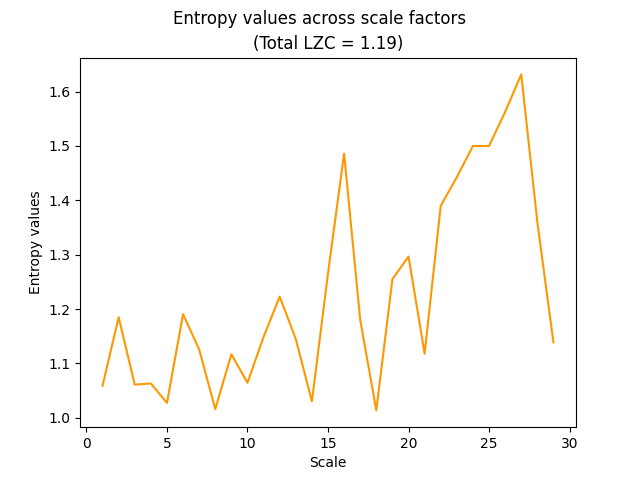 Entropy values across scale factors
(Total LZC = 1.19)
1.6
1.5
1.4
1.3
1.2
1.1
1.0
Entropy values
0 5 10 15 20 25 30
Scale